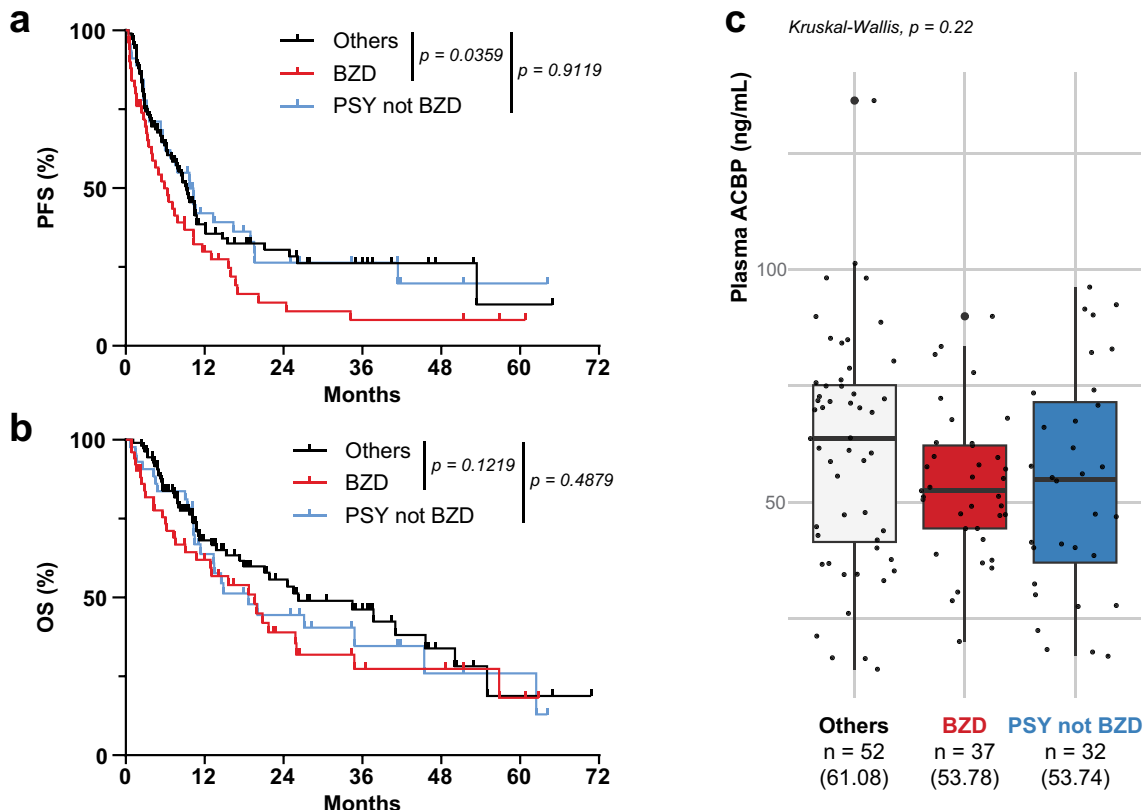 a
PFS (%)
100
50
0
Others
BZD
PSY not BZD
p = 0.0359
p = 0.9119
0 12 24 36 48 60 72
Months
b
OS (%)
100
50
0
Others
BZD
PSY not BZD
p = 0.1219
p = 0.4879
0 12 24 36 48 60 72
Months
c
Kruskal-Wallis, p = 0.22
Plasma ACBP (ng/mL)
100
50
Others BZD PSY not BZD
n = 52 n = 37 n = 32
(61.08) (53.78) (53.74)